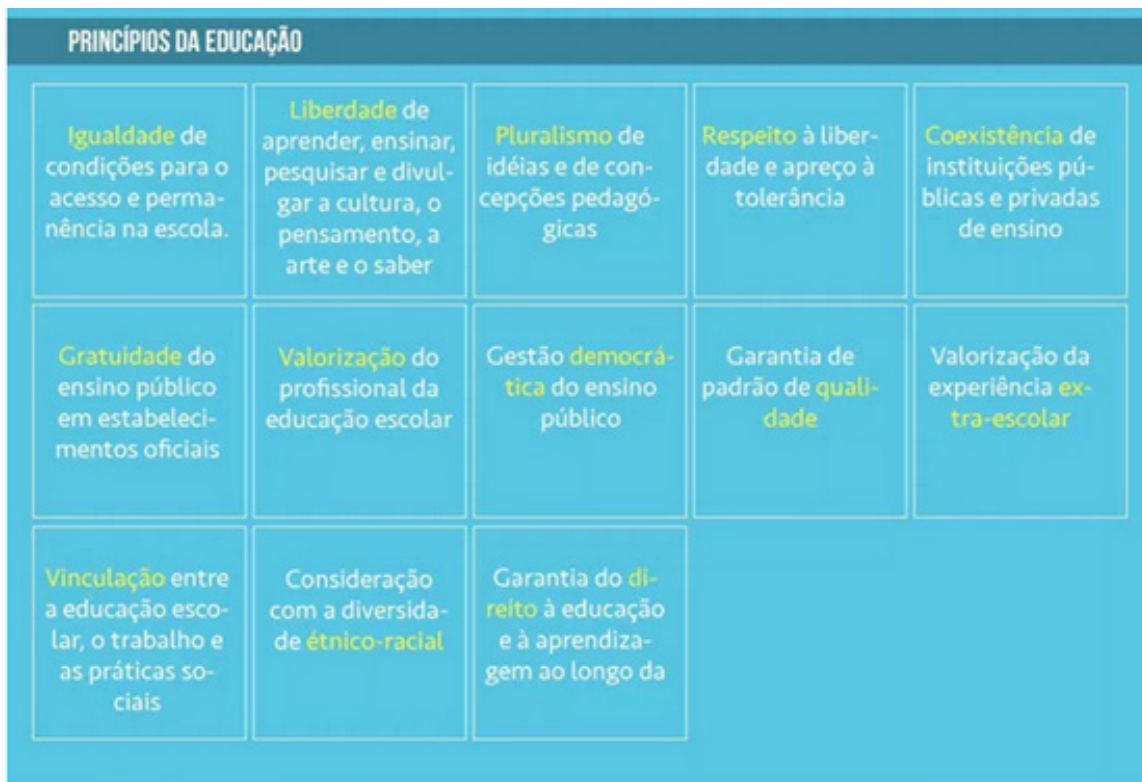 PRINCÍPIOS DA EDUCAÇÃO
Igualdade de
condições para o
acesso e perma-
nência na escola.
Liberdade de
aprender, ensinar,
pesquisar e divul-
gar a cultura, o
pensamento, a
arte e o saber
Pluralismo de
idéias e de con-
cepções pedagó-
gicas
Respeito à liber-
dade e apreço à
tolerância
Coexistência de
instituições pú-
blicas e privadas
de ensino
Gratuidade do
ensino público
em estabeleci-
mentos oficiais
Valorização do
profissional da
educação escolar
Gestão democrá-
tica do ensino
público
Garantia de
padrão de quali-
dade
Valorização da
experiência ex-
tra-escolar
Vinculação entre
a educação esco-
lar, o trabalho e
as práticas so-
ciais
Consideração
com a diversida-
de étnico-racial
Garantia do di-
reito à educação
e à aprendiza-
gem ao longo da